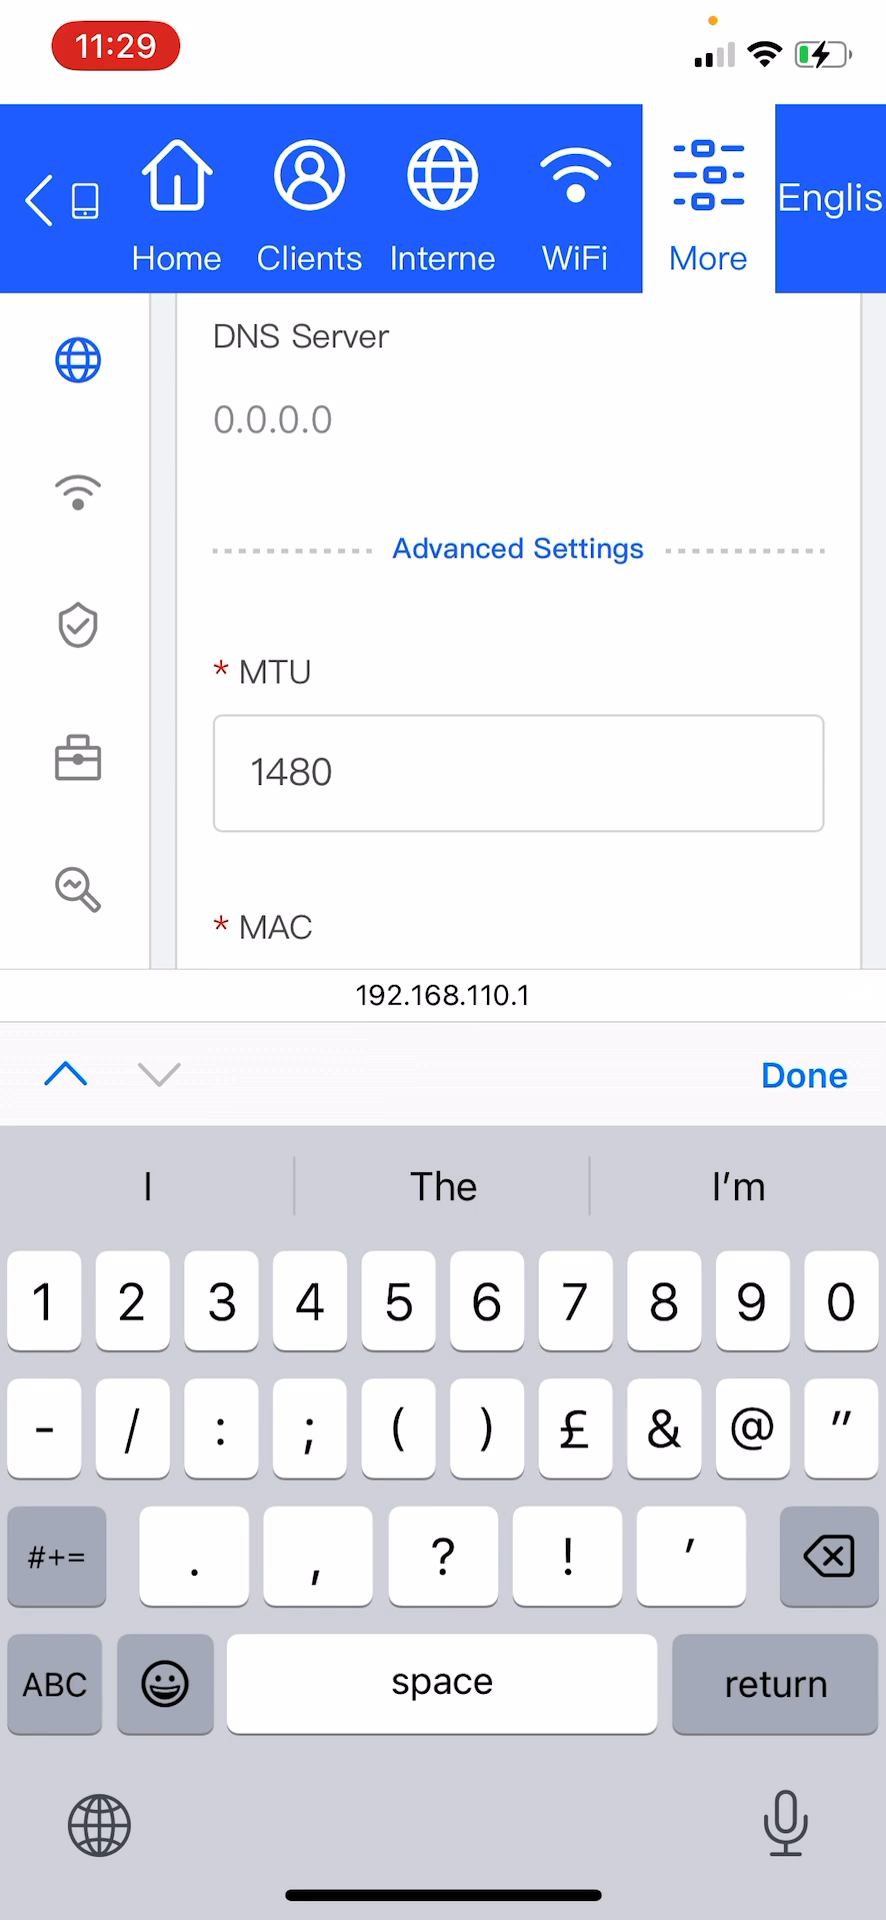 11:29
Home
Clients
Interne
WiFi
More
Englis
DNS Server
0.0.0.0
Advanced Settings
* MTU
1480
* MAC
192.168.110.1
Done
I
The
I'm
1 2 3 4 5 6 7 8 9 0
- / : ; ( ) £ & @ "
#+= . , ? ! '
ABC space return